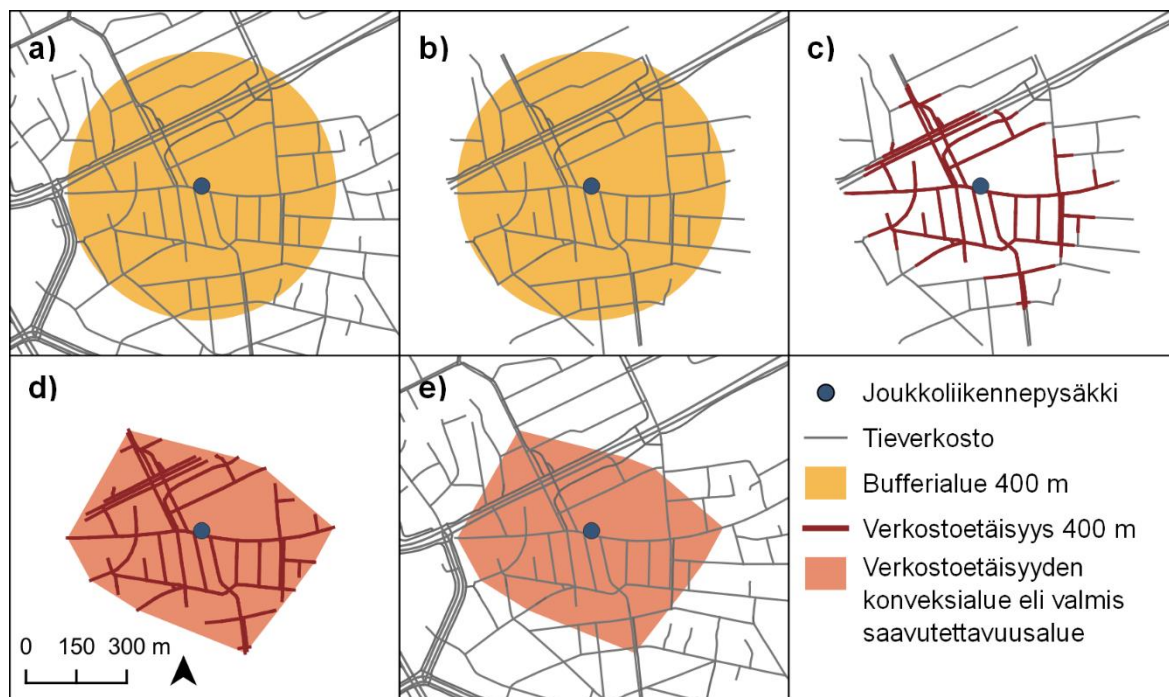 a)
b)
c)
d)
e)
Joukkoliikennepysäkki
Tieverkosto
Bufferialue 400 m
Verkostoetäisyys 400 m
Verkostoetäisyyden
konveksialue eli valmis
saavutettavuusalue
0 150 300 m